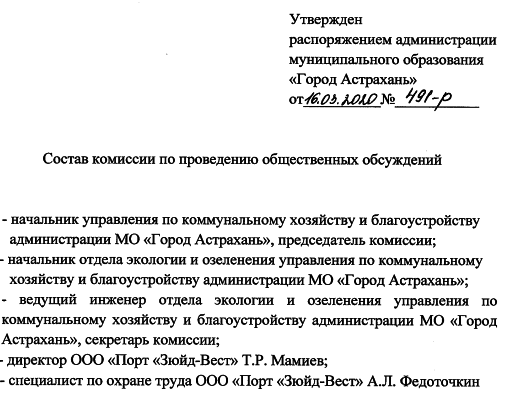 Утвержден
распоряжением администрации
муниципального образования
«Город Астрахань»
от 16.03.2020 № 491-р
Состав комиссии по проведению общественных обсуждений
- начальник управления по коммунальному хозяйству и благоустройству
администрации МО «Город Астрахань», председатель комиссии;
- начальник отдела экологии и озеленения управления по коммунальному
хозяйству и благоустройству администрации МО «Город Астрахань»;
- ведущий инженер отдела экологии и озеленения управления по
коммунальному хозяйству и благоустройству администрации МО «Город
Астрахань», секретарь комиссии;
- директор ООО «Порт «Зюйд-Вест» Т.Р. Мамиев;
- специалист по охране труда ООО «Порт «Зюйд-Вест» А.Л. Федоточкин